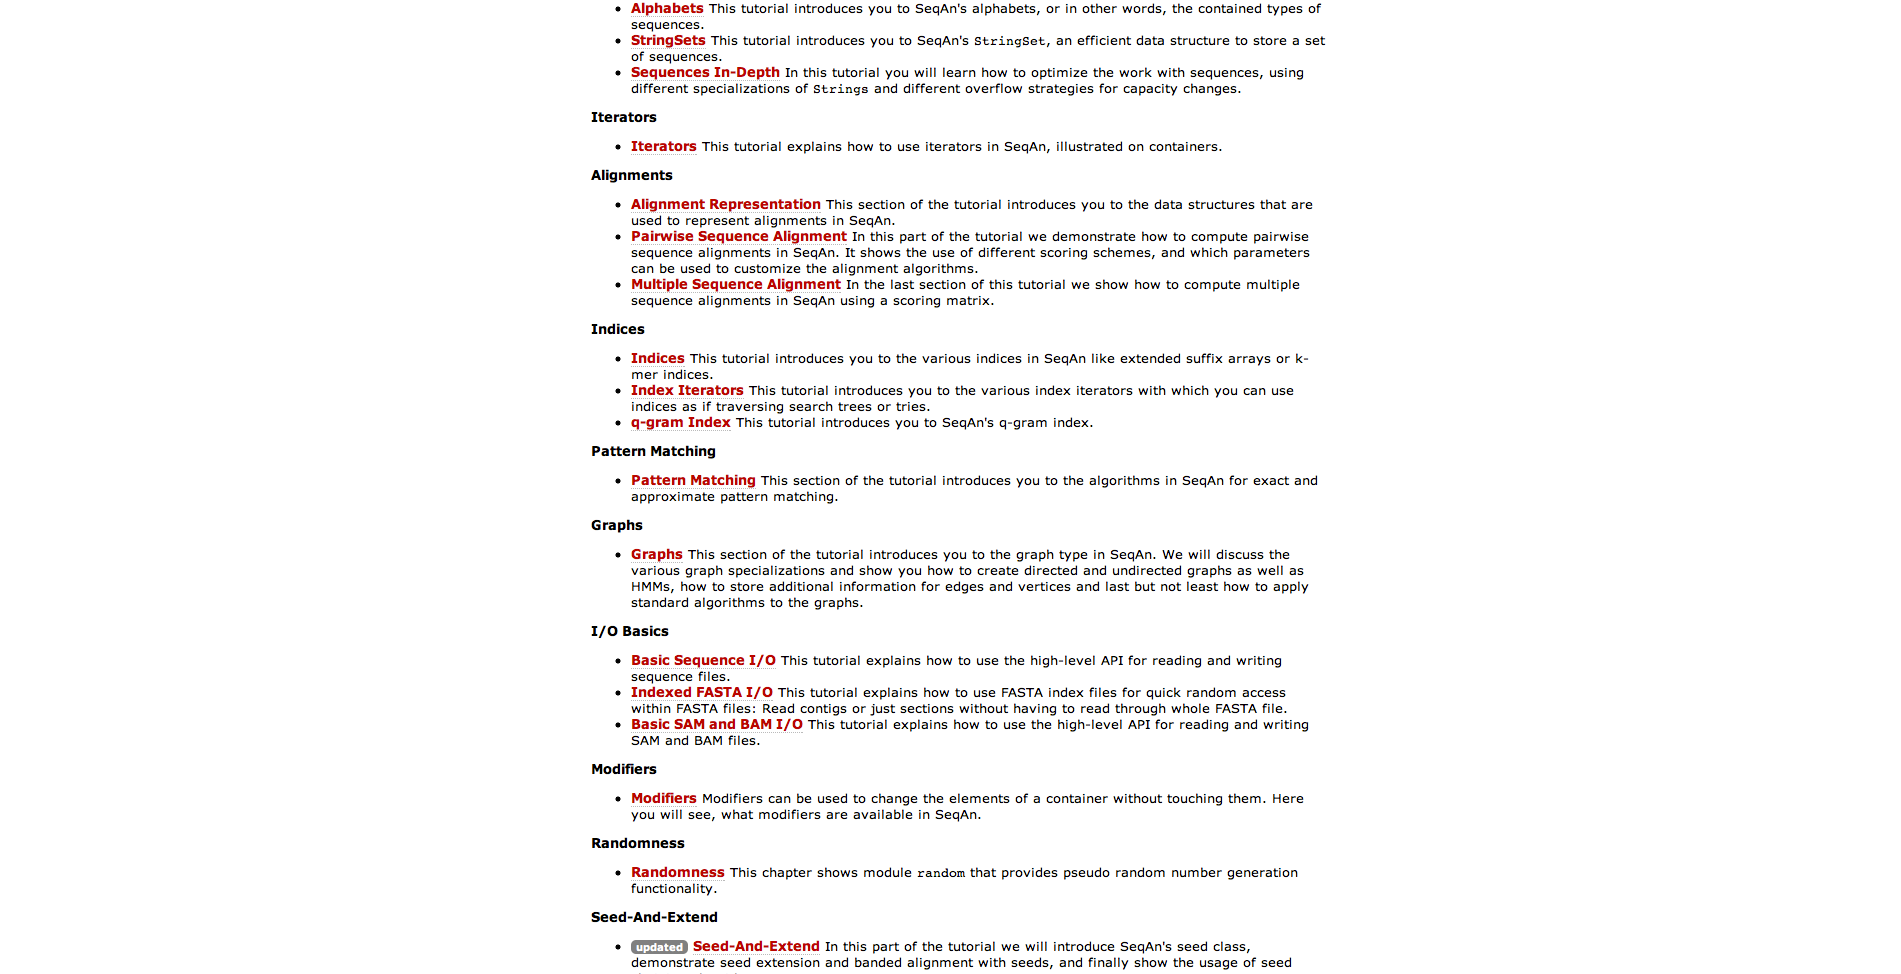 Alphabets This tutorial introduces you to SeqAn's alphabets, or in other words, the contained types of
sequences.
StringSets This tutorial introduces you to SeqAn's StringSet, an efficient data structure to store a set
of sequences.
Sequences In-Depth In this tutorial you will learn how to optimize the work with sequences, using
different specializations of Strings and different overflow strategies for capacity changes.
Iterators
Iterators This tutorial explains how to use iterators in SeqAn, illustrated on containers.
Alignments
Alignment Representation This section of the tutorial introduces you to the data structures that are
used to represent alignments in SeqAn.
Pairwise Sequence Alignment In this part of the tutorial we demonstrate how to compute pairwise
sequence alignments in SeqAn. It shows the use of different scoring schemes, and which parameters
can be used to customize the alignment algorithms.
Multiple Sequence Alignment In the last section of this tutorial we show how to compute multiple
sequence alignments in SeqAn using a scoring matrix.
Indices
Indices This tutorial introduces you to the various indices in SeqAn like extended suffix arrays or k-
mer indices.
Index Iterators This tutorial introduces you to the various index iterators with which you can use
indices as if traversing search trees or tries.
q-gram Index This tutorial introduces you to SeqAn's q-gram index.
Pattern Matching
Pattern Matching This section of the tutorial introduces you to the algorithms in SeqAn for exact and
approximate pattern matching.
Graphs
Graphs This section of the tutorial introduces you to the graph type in SeqAn. We will discuss the
various graph specializations and show you how to create directed and undirected graphs as well as
HMMs, how to store additional information for edges and vertices and last but not least how to apply
standard algorithms to the graphs.
I/O Basics
Basic Sequence I/O This tutorial explains how to use the high-level API for reading and writing
sequence files.
Indexed FASTA I/O This tutorial explains how to use FASTA index files for quick random access
within FASTA files: Read contigs or just sections without having to read through whole FASTA file.
Basic SAM and BAM I/O This tutorial explains how to use the high-level API for reading and writing
SAM and BAM files.
Modifiers
Modifiers Modifiers can be used to change the elements of a container without touching them. Here
you will see, what modifiers are available in SeqAn.
Randomness
Randomness This chapter shows module random that provides pseudo random number generation
functionality.
Seed-And-Extend
updated Seed-And-Extend In this part of the tutorial we will introduce SeqAn's seed class,
demonstrate seed extension and banded alignment with seeds, and finally show the usage of seed